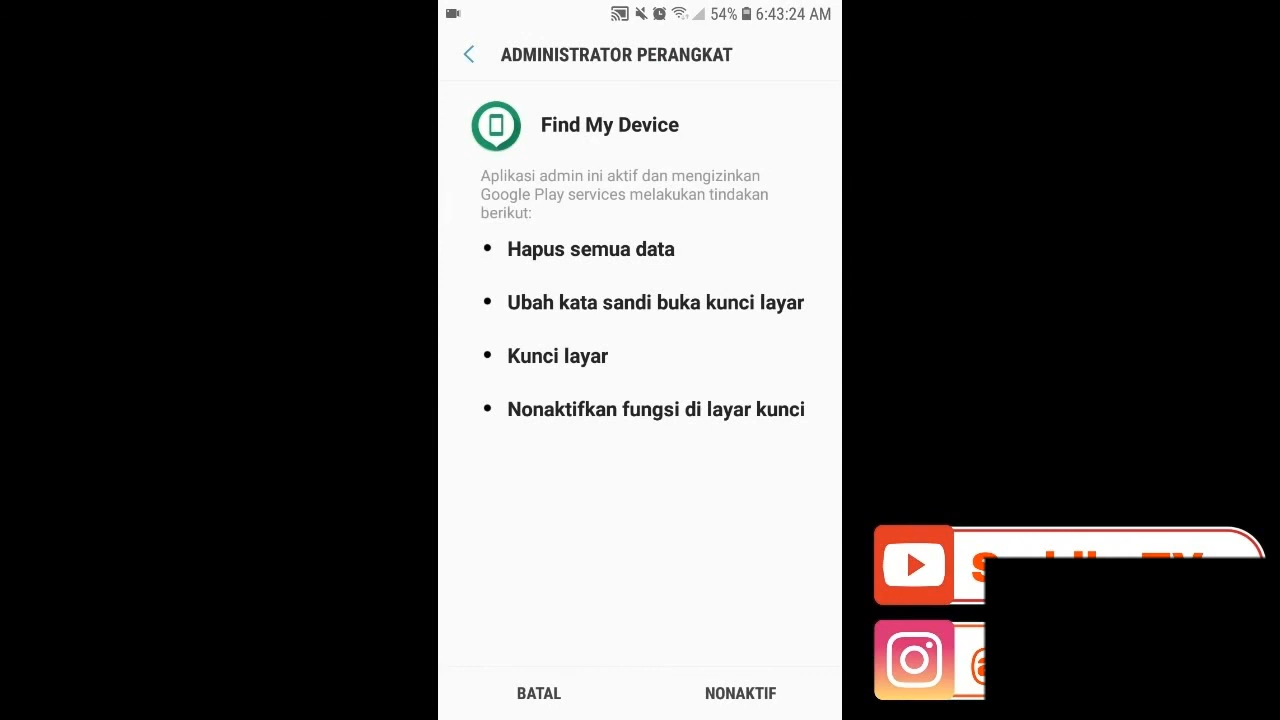 54% 6:43:24 AM
ADMINISTRATOR PERANGKAT
Find My Device
Aplikasi admin ini aktif dan mengizinkan
Google Play services melakukan tindakan
berikut:
• Hapus semua data
• Ubah kata sandi buka kunci layar
• Kunci layar
• Nonaktifkan fungsi di layar kunci
BATAL NONAKTIF